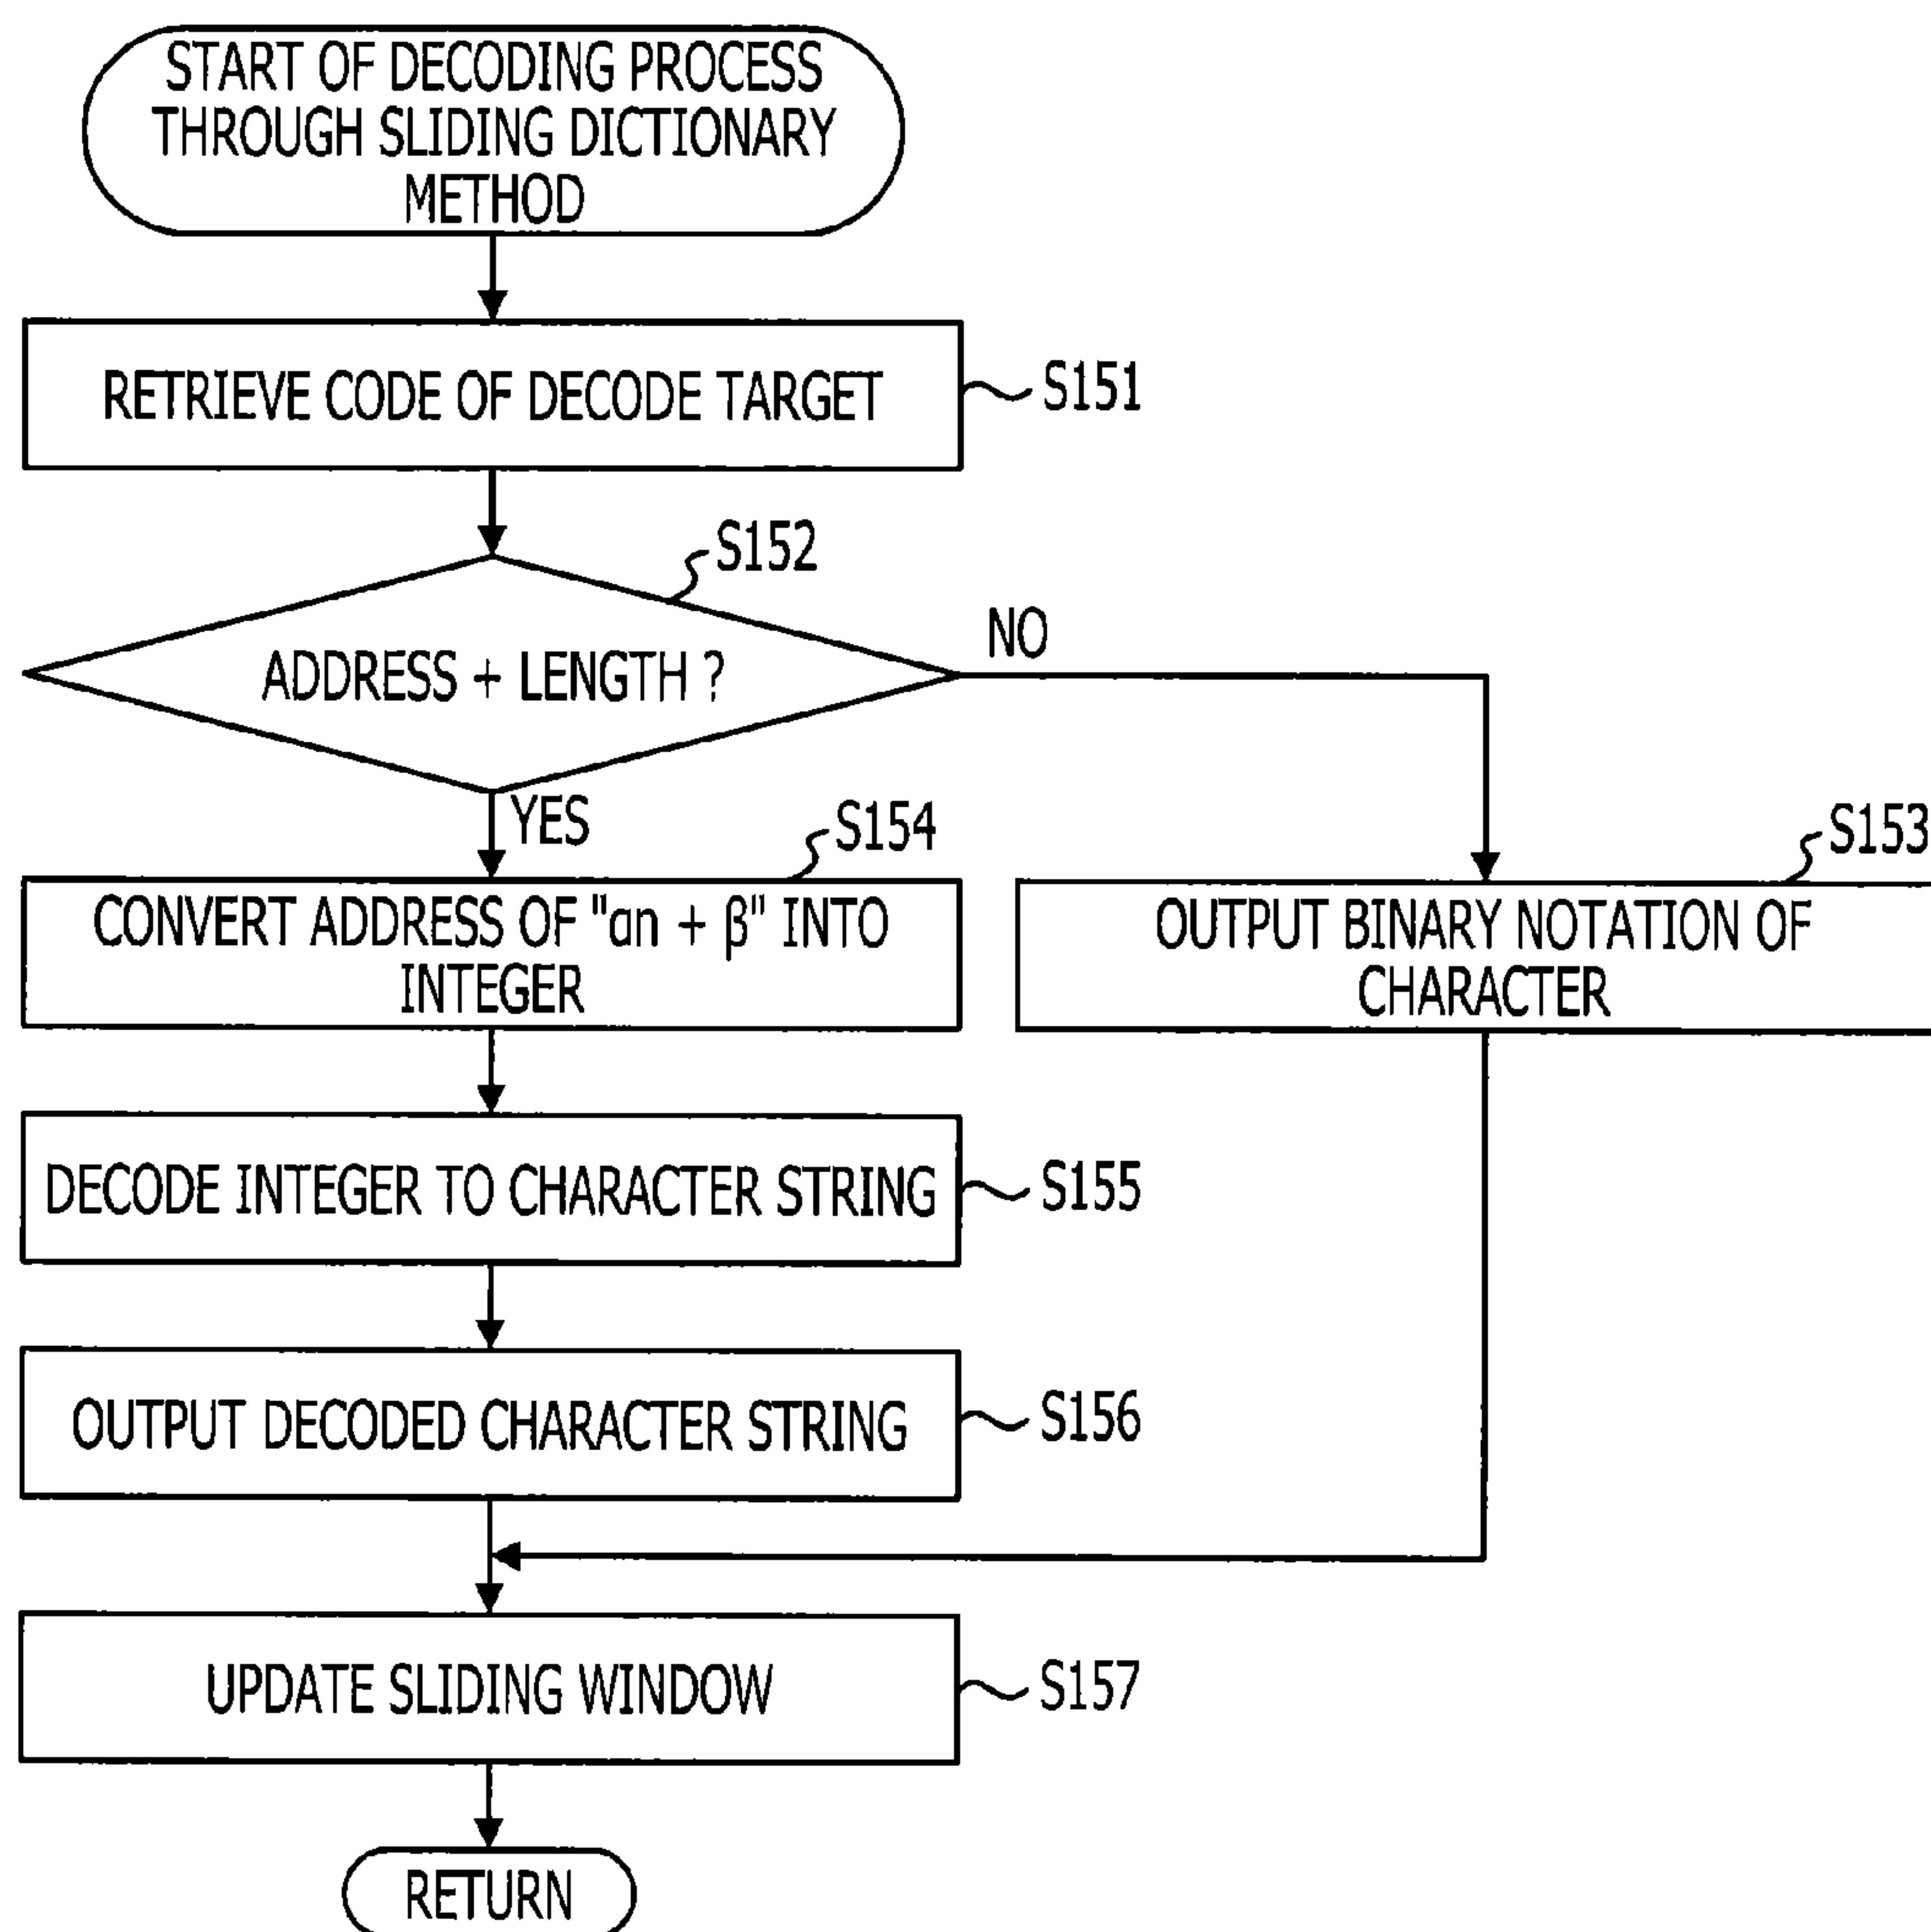 START OF DECODING PROCESS
THROUGH SLIDING DICTIONARY
METHOD
RETRIEVE CODE OF DECODE TARGET
S151
S152
ADDRESS + LENGTH ?
NO
YES
S154
S153
CONVERT ADDRESS OF "αn + β" INTO
INTEGER
OUTPUT BINARY NOTATION OF
CHARACTER
DECODE INTEGER TO CHARACTER STRING
S155
OUTPUT DECODED CHARACTER STRING
S156
UPDATE SLIDING WINDOW
S157
RETURN